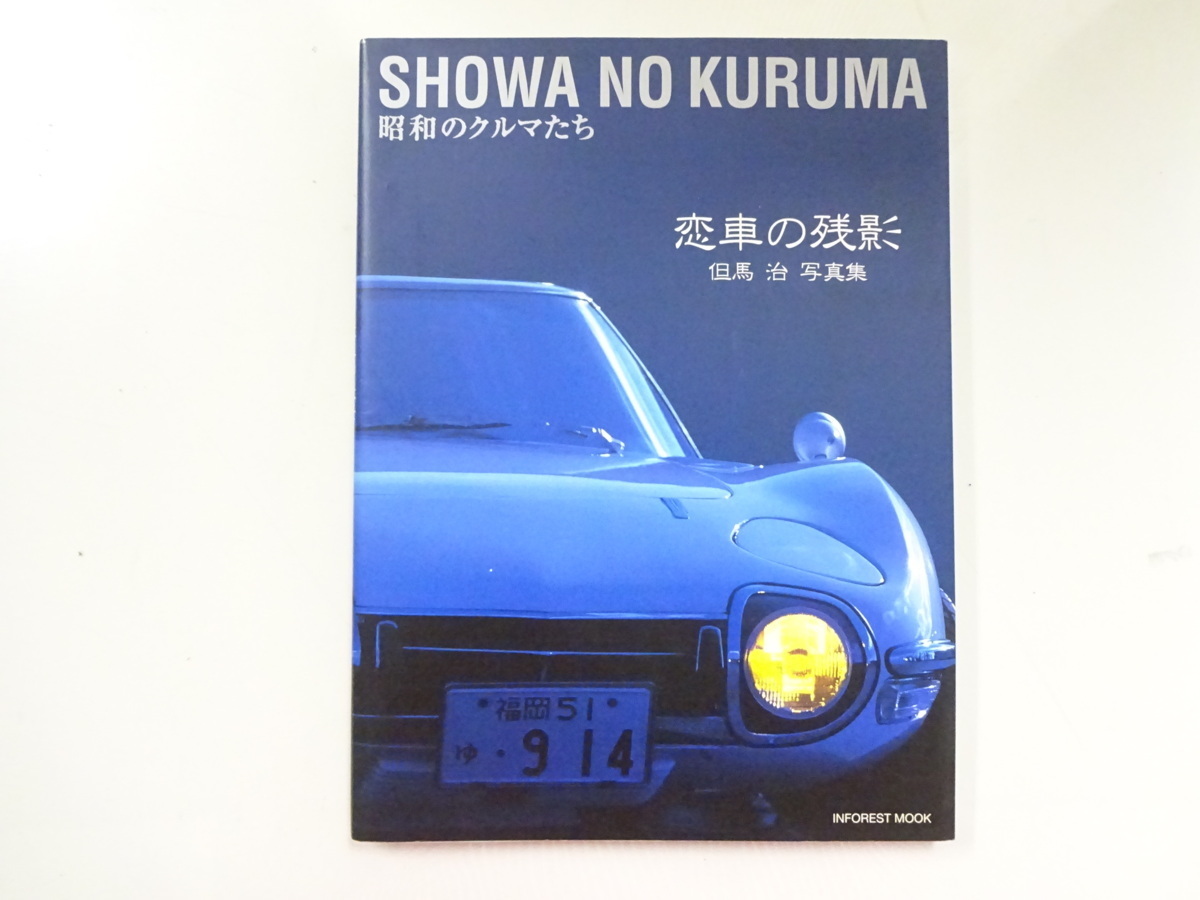 SHOWA NO KURUMA
昭和のクルマたち
恋車の残影
但馬 治 写真集
福岡51
ゆ・914
INFOREST MOOK